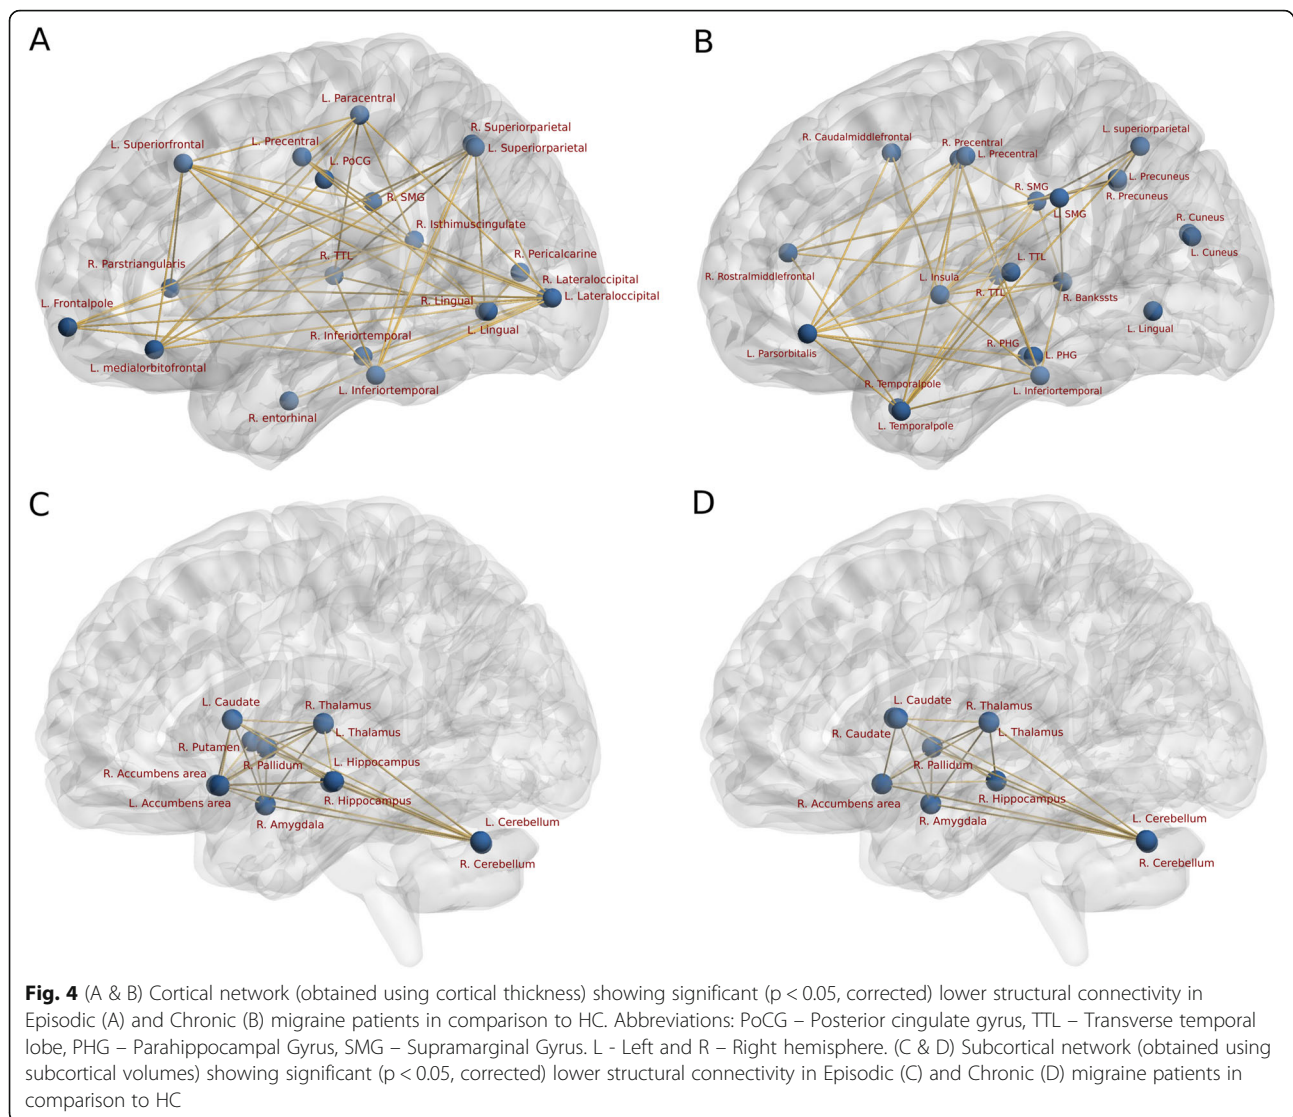 A
L. Paracentral
R. Superiorparietal
L. Superiorfrontal
L. Precentral
L. Superiorparietal
L. PoCG
R. SMG
R. Isthimuscingulate
R. TTL
R. Pericalcarine
R. Parstriangularis
R. Lateraloccipital
L. Frontalpole
R. Lingual
L. Lateraloccipital
L. Lingual
R. Inferiortemporal
L. medialorbitofrontal
L. Inferiortemporal
R. entorhinal
B
R. Caudalmiddlefrontal
R. Precentral
L. superiorparietal
L. Precentral
L. Precuneus
R. SMG
R. Precuneus
L. SMG
R. Cuneus
L. Cuneus
L. TTL
R. Rostralmiddlefrontal
L. Insula
R. TTL
R. Bankssts
L. Lingual
R. PHG
L. Parsorbitalis
L. PHG
R. Temporalpole
L. Inferiortemporal
L. Temporalpole
C
L. Caudate
R. Thalamus
L. Thalamus
R. Putamen
R. Pallidum
L. Hippocampus
R. Accumbens area
L. Accumbens area
R. Hippocampus
R. Amygdala
L. Cerebellum
R. Cerebellum
D
L. Caudate
R. Thalamus
R. Caudate
L. Thalamus
R. Pallidum
R. Accumbens area
R. Hippocampus
R. Amygdala
L. Cerebellum
R. Cerebellum
Fig. 4 (A & B) Cortical network (obtained using cortical thickness) showing significant (p < 0.05, corrected) lower structural connectivity in
Episodic (A) and Chronic (B) migraine patients in comparison to HC. Abbreviations: PoCG – Posterior cingulate gyrus, TTL – Transverse temporal
lobe, PHG – Parahippocampal Gyrus, SMG – Supramarginal Gyrus. L - Left and R – Right hemisphere. (C & D) Subcortical network (obtained using
subcortical volumes) showing significant (p < 0.05, corrected) lower structural connectivity in Episodic (C) and Chronic (D) migraine patients in
comparison to HC